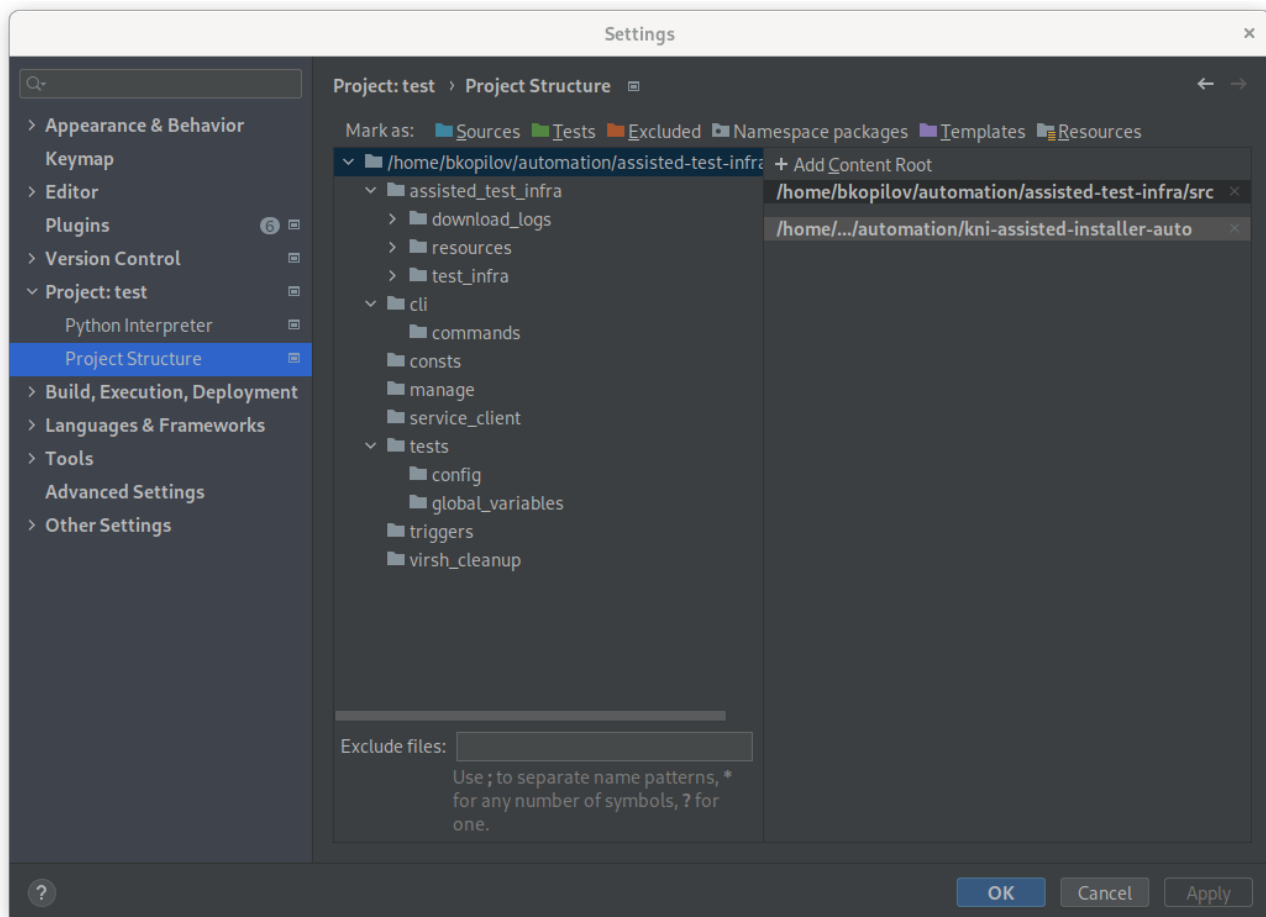 Settings
Project: test › Project Structure
Mark as: Sources Tests Excluded Namespace packages Templates Resources
Appearance & Behavior
Keymap
Editor
Plugins 6
Version Control
Project: test
Python Interpreter
Project Structure
Build, Execution, Deployment
Languages & Frameworks
Tools
Advanced Settings
Other Settings
/home/bkopilov/automation/assisted-test-infra
assisted_test_infra
download_logs
resources
test_infra
cli
commands
consts
manage
service_client
tests
config
global_variables
triggers
virsh_cleanup
+ Add Content Root
/home/bkopilov/automation/assisted-test-infra/src
/home/.../automation/kni-assisted-installer-auto
Exclude files:
Use ; to separate name patterns, *
for any number of symbols, ? for
one.
?
OK Cancel Apply